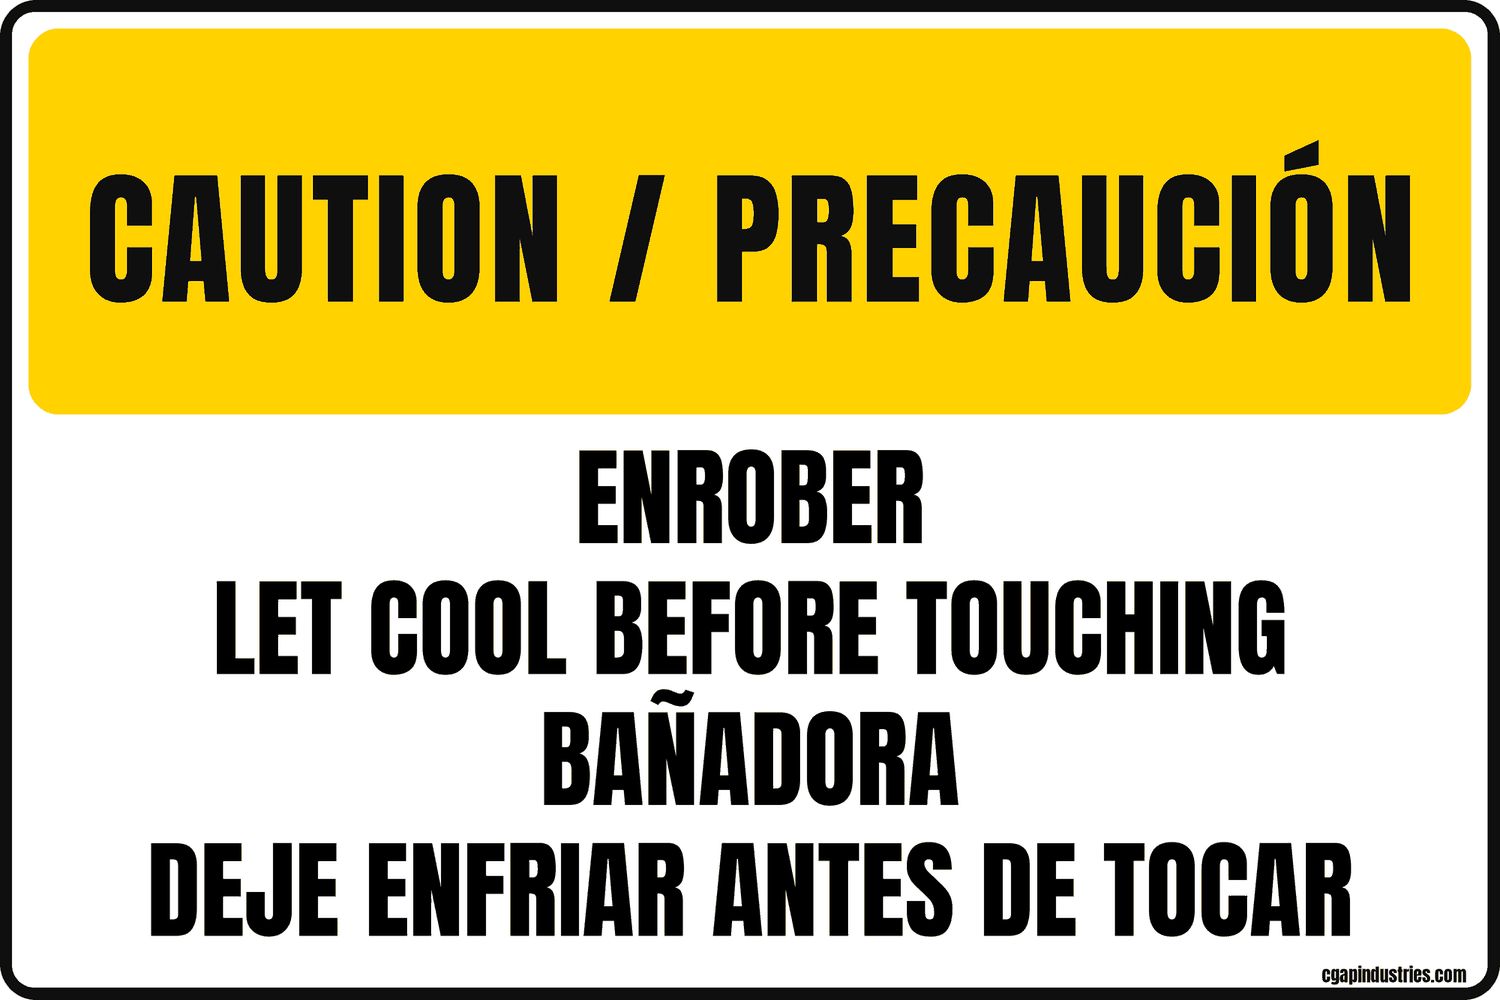 CAUTION / PRECAUCIÓN
ENROBER
LET COOL BEFORE TOUCHING
BAÑADORA
DEJE ENFRIAR ANTES DE TOCAR
cgapindustries.com